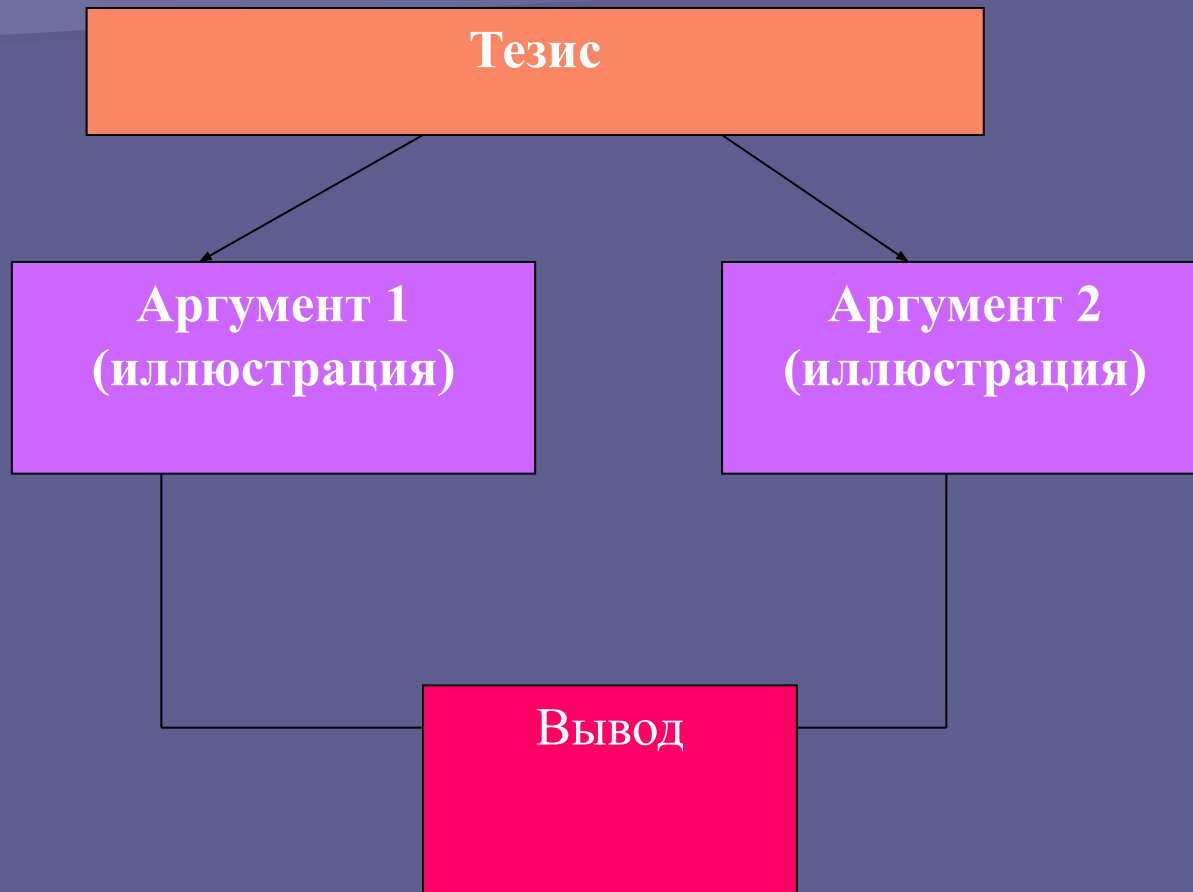 Тезис
Аргумент 1
(иллюстрация)
Аргумент 2
(иллюстрация)
Вывод